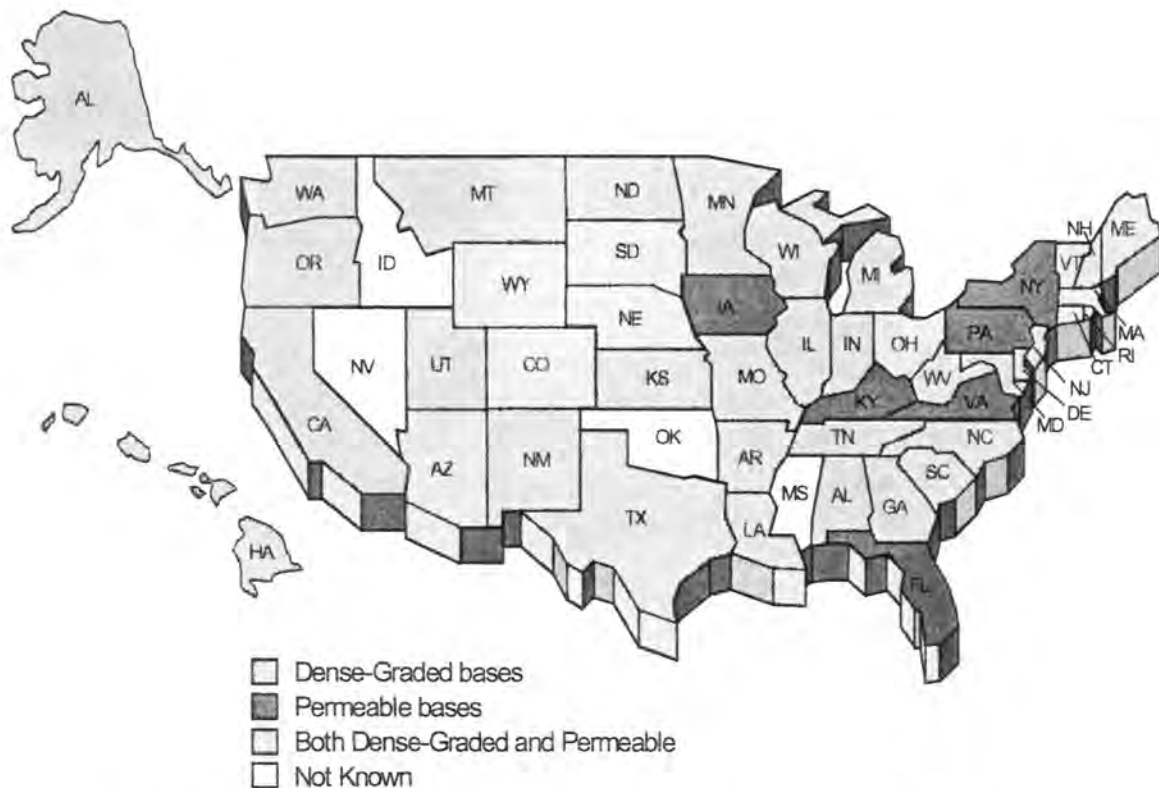 AL
WA
MT
ND
MN
NH
ME
VT
OR
ID
SD
WI
MI
NY
WY
IA
PA
MA
RI
CT
NE
NV
UT
CO
IL
IN
OH
WV
NJ
DE
MD
KS
MO
KY
VA
CA
AZ
NM
OK
AR
TN
NC
SC
MS
AL
GA
TX
LA
FL
HA
Dense-Graded bases
Permeable bases
Both Dense-Graded and Permeable
Not Known